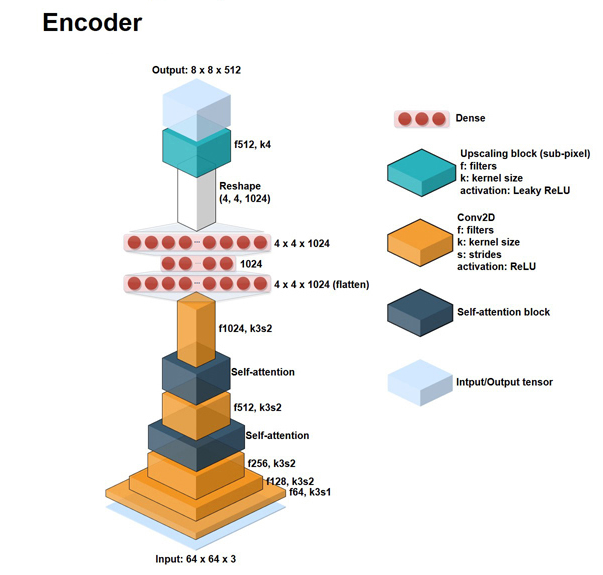 Encoder
Output: 8 x 8 x 512
f512, k4
Reshape
(4, 4, 1024)
4 x 4 x 1024
1024
4 x 4 x 1024 (flatten)
f1024, k3s2
Self-attention
f512, k3s2
Self-attention
f256, k3s2
f128, k3s2
f64, k3s1
Input: 64 x 64 x 3
Dense
Upscaling block (sub-pixel)
f: filters
k: kernel size
activation: Leaky ReLU
Conv2D
f: filters
k: kernel size
s: strides
activation: ReLU
Self-attention block
Intput/Output tensor